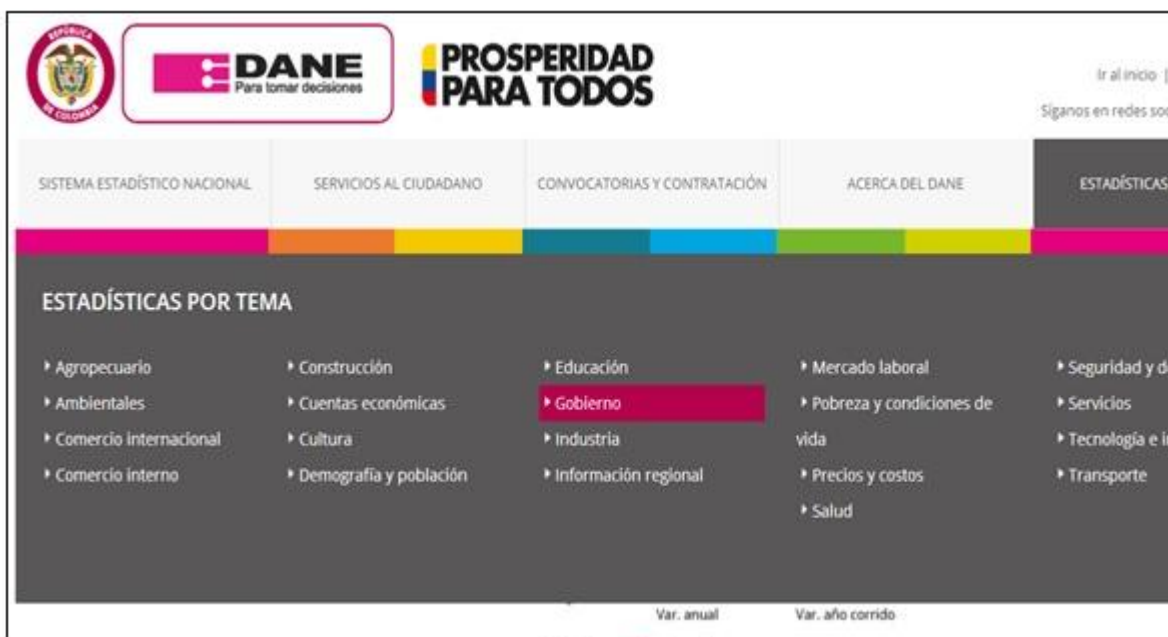 REPÚBLICA
DE COLOMBIA
DANE
Para tomar decisiones
PROSPERIDAD
PARA TODOS
Ir al inicio |
Síganos en redes soc
SISTEMA ESTADÍSTICO NACIONAL
SERVICIOS AL CIUDADANO
CONVOCATORIAS Y CONTRATACIÓN
ACERCA DEL DANE
ESTADÍSTICAS
ESTADÍSTICAS POR TEMA
Agropecuario
Ambientales
Comercio internacional
Comercio interno
Construcción
Cuentas económicas
Cultura
Demografía y población
Educación
Gobierno
Industria
Información regional
Mercado laboral
Pobreza y condiciones de
vida
Precios y costos
Salud
Seguridad y d
Servicios
Tecnología e i
Transporte
Var. anual
Var. año corrido